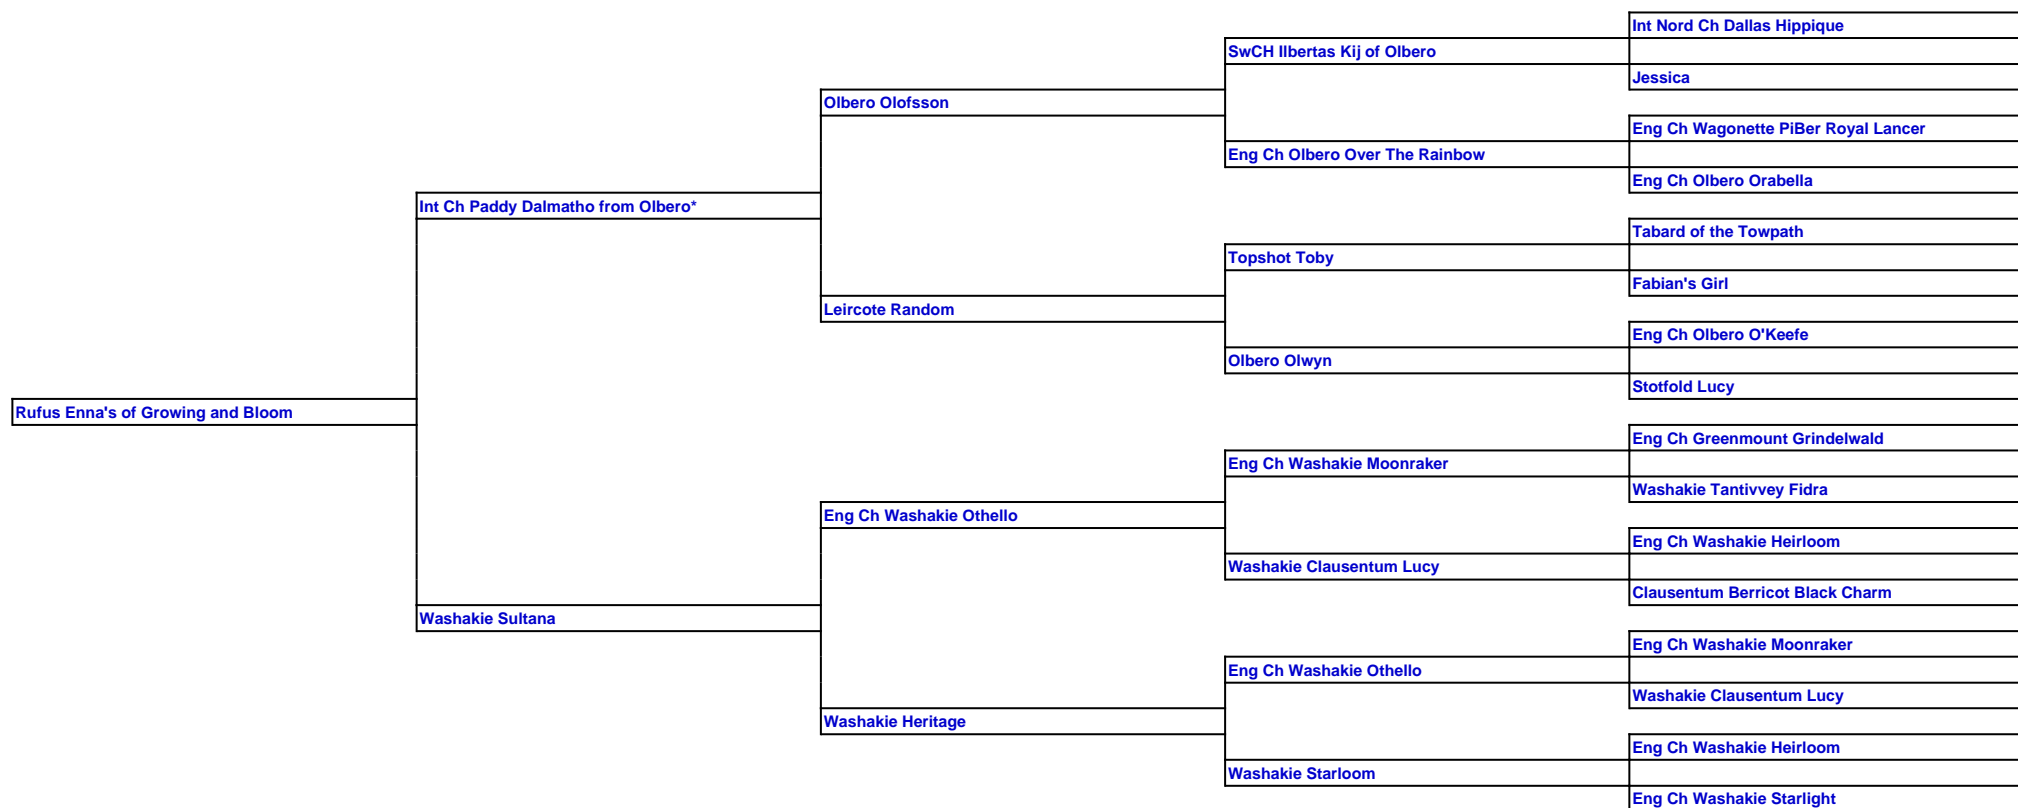 Int Nord Ch Dallas Hippique
SwCH Ilbertas Kij of Olbero
Jessica
Olbero Olofsson
Eng Ch Wagonette PiBer Royal Lancer
Eng Ch Olbero Over The Rainbow
Eng Ch Olbero Orabella
Int Ch Paddy Dalmatho from Olbero*
Tabard of the Towpath
Topshot Toby
Fabian's Girl
Leircote Random
Eng Ch Olbero O'Keefe
Olbero Olwyn
Stotfold Lucy
Rufus Enna's of Growing and Bloom
Eng Ch Greenmount Grindelwald
Eng Ch Washakie Moonraker
Washakie Tantivvey Fidra
Eng Ch Washakie Othello
Eng Ch Washakie Heirloom
Washakie Clausentum Lucy
Clausentum Berricot Black Charm
Washakie Sultana
Eng Ch Washakie Moonraker
Eng Ch Washakie Othello
Washakie Clausentum Lucy
Washakie Heritage
Eng Ch Washakie Heirloom
Washakie Starloom
Eng Ch Washakie Starlight